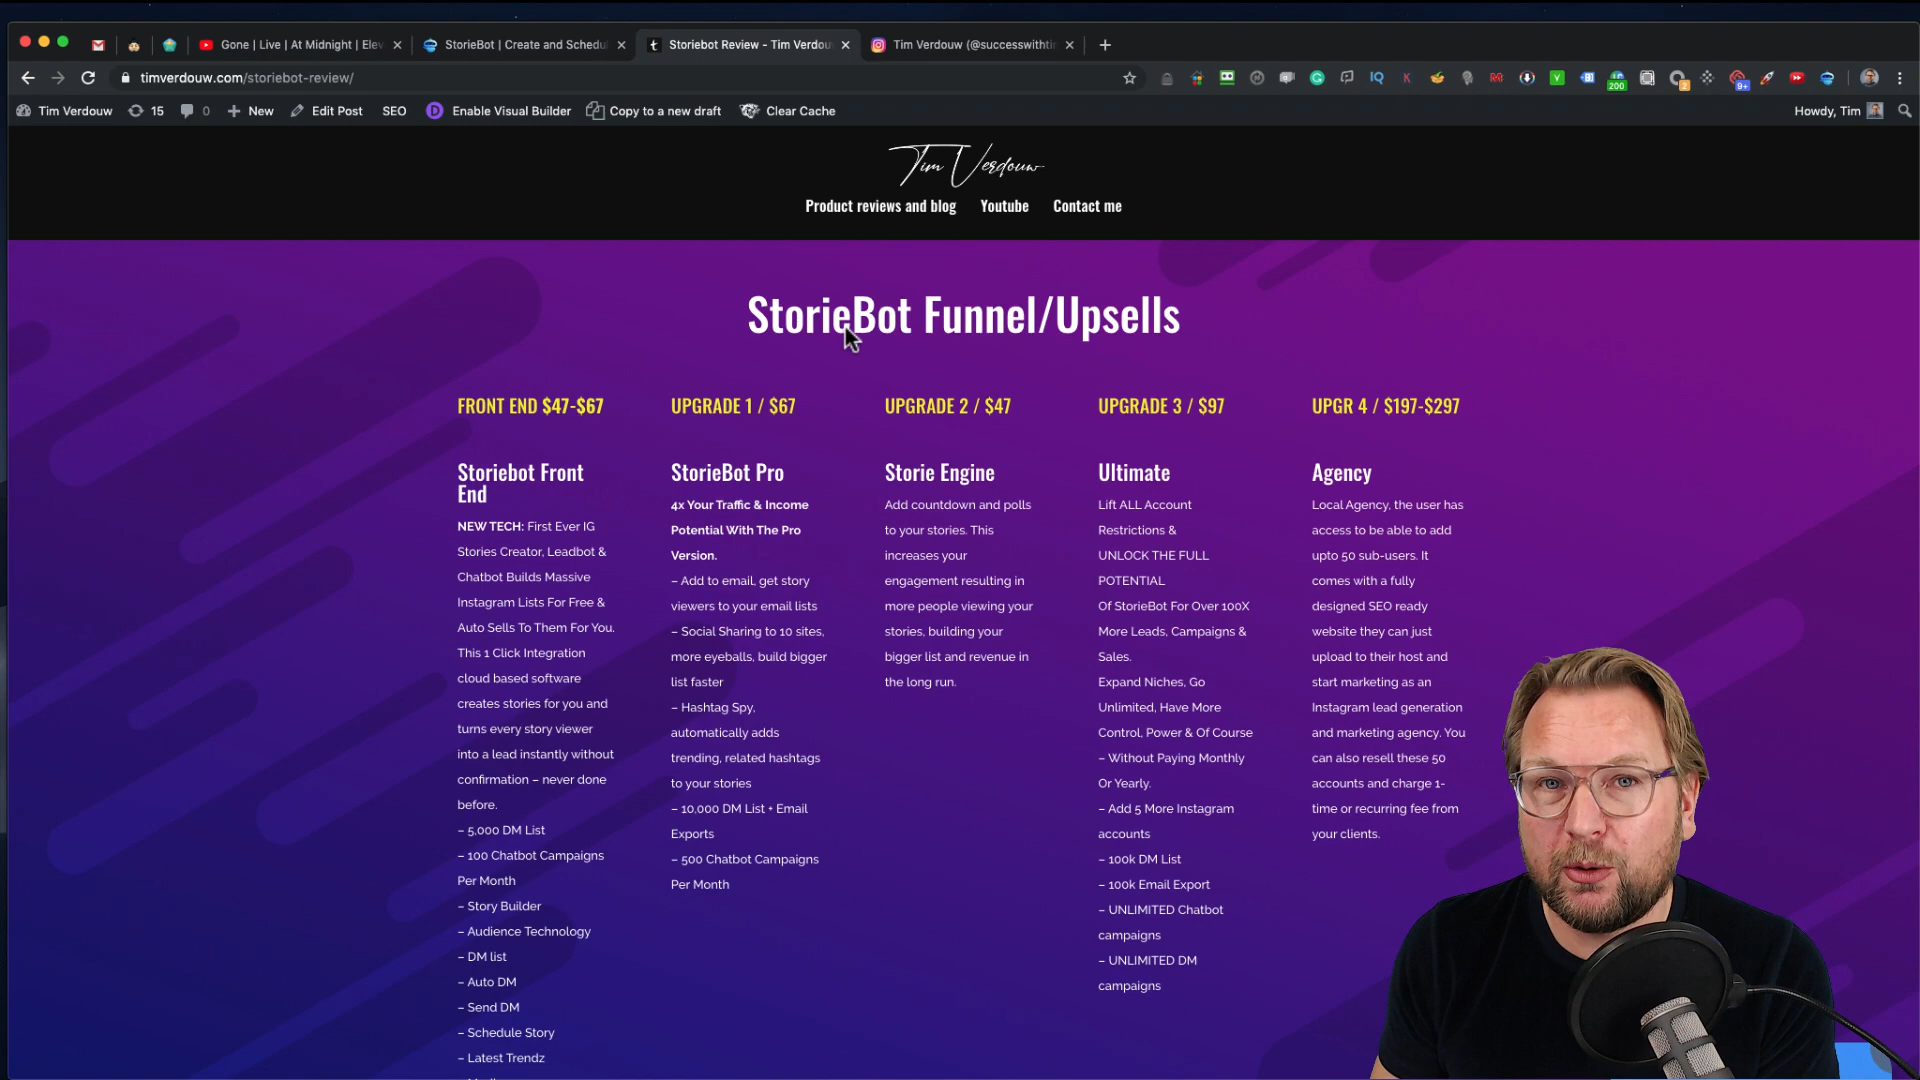 Gone | Live | At Midnight | Elev
StorieBot | Create and Schedu
Storiebot Review - Tim Verdou
Tim Verdouw (@successwithti
timverdouw.com/storiebot-review/
IQ
K
Y
200
2
9+
Tim Verdouw
15
0
New
Edit Post
SEO
D
Enable Visual Builder
Copy to a new draft
Clear Cache
Howdy, Tim
Tim Verdouw
Product reviews and blog
Youtube
Contact me
StorieBot Funnel/Upsells
FRONT END $47-$67
Storiebot Front
End
NEW TECH: First Ever IG
Stories Creator, Leadbot &
Chatbot Builds Massive
Instagram Lists For Free &
Auto Sells To Them For You.
This 1 Click Integration
cloud based software
creates stories for you and
turns every story viewer
into a lead instantly without
confirmation – never done
before.
– 5,000 DM List
– 100 Chatbot Campaigns
Per Month
– Story Builder
– Audience Technology
– DM list
– Auto DM
– Send DM
– Schedule Story
– Latest Trendz
UPGRADE 1 / $67
StorieBot Pro
4x Your Traffic & Income
Potential With The Pro
Version.
– Add to email, get story
viewers to your email lists
– Social Sharing to 10 sites,
more eyeballs, build bigger
list faster
– Hashtag Spy,
automatically adds
trending, related hashtags
to your stories
– 10,000 DM List + Email
Exports
– 500 Chatbot Campaigns
Per Month
UPGRADE 2 / $47
Storie Engine
Add countdown and polls
to your stories. This
increases your
engagement resulting in
more people viewing your
stories, building your
bigger list and revenue in
the long run.
UPGRADE 3 / $97
Ultimate
Lift ALL Account
Restrictions &
UNLOCK THE FULL
POTENTIAL
Of StorieBot For Over 100X
More Leads, Campaigns &
Sales.
Expand Niches, Go
Unlimited, Have More
Control, Power & Of Course
– Without Paying Monthly
Or Yearly.
– Add 5 More Instagram
accounts
– 100k DM List
– 100k Email Export
– UNLIMITED Chatbot
campaigns
– UNLIMITED DM
campaigns
UPGR 4 / $197-$297
Agency
Local Agency, the user has
access to be able to add
upto 50 sub-users. It
comes with a fully
designed SEO ready
website they can just
upload to their host and
start marketing as an
Instagram lead generation
and marketing agency. You
can also resell these 50
accounts and charge 1-
time or recurring fee from
your clients.